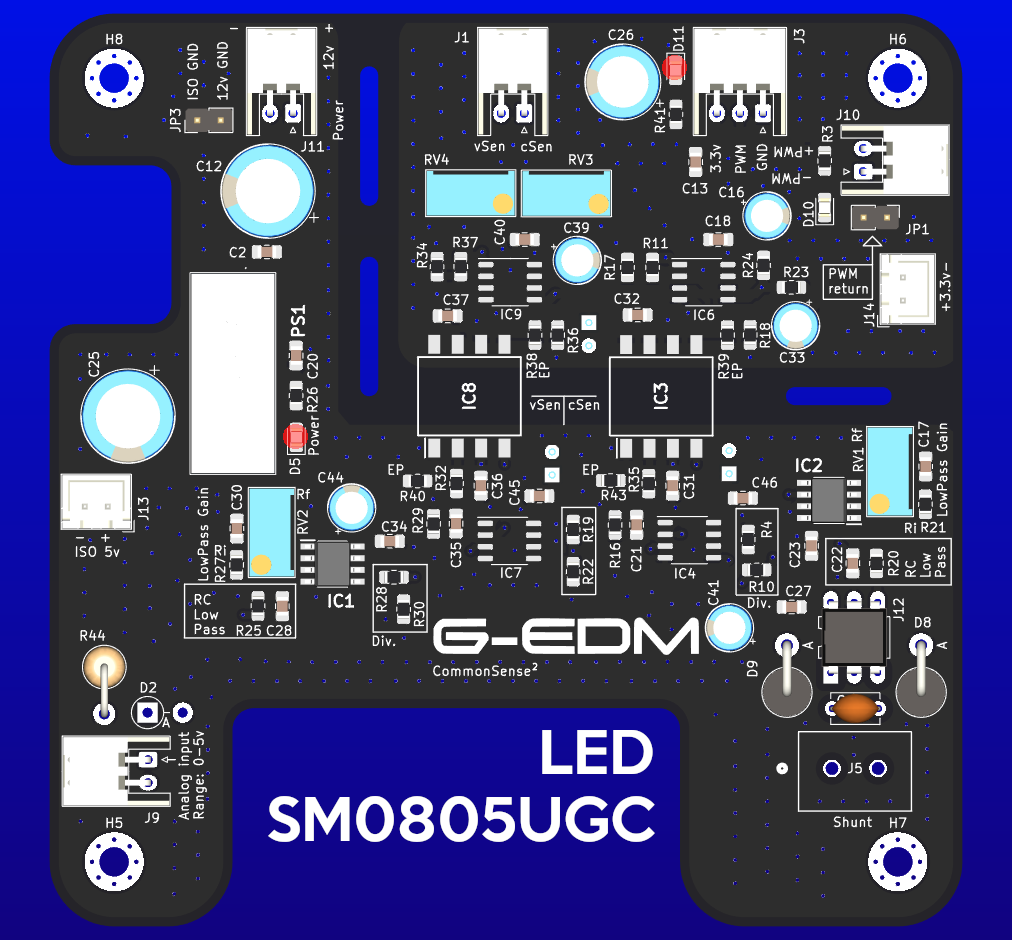 H8
ISO GND
12v GND
JP3
- +
12v
Power
J11
J1
vSen cSen
C26
D11
R41+
J3
3.3v
PWM
GND
C13
H6
J10
R3
PWM+
PWM-
D10
JP1
C12
C2
RV4
RV3
C40
C39
C18
C16
R34
R37
R17
R11
R24
R23
PWM
return
J14
+3.3v-
IC9
IC6
C37
C32
R38
EP
R36
R39
EP
R18
C33
PS1
C20
R26
Power
D5
C25
IC8
IC3
vSen cSen
J13
- +
ISO 5v
LowPass Gain
C30
Rf
RV2
Ri
R27
C44
EP
R40
R32
C36
C45
EP
R43
R35
C31
C46
IC2
RV1 Rf
C17
LowPass Gain
Ri R21
C34
R29
C35
IC7
R19
R22
R16
C21
IC4
R4
R10
Div.
C23
C22
R20
RC
Low
Pass
IC1
R28
R30
Div.
RC
Low
Pass
R25 C28
C41
C27
J12
G-EDM
CommonSense²
D9
A
D8
A
R44
D2
A
Analog input
Range: 0-5v
J9
H5
LED
SM0805UGC
J5
Shunt
H7